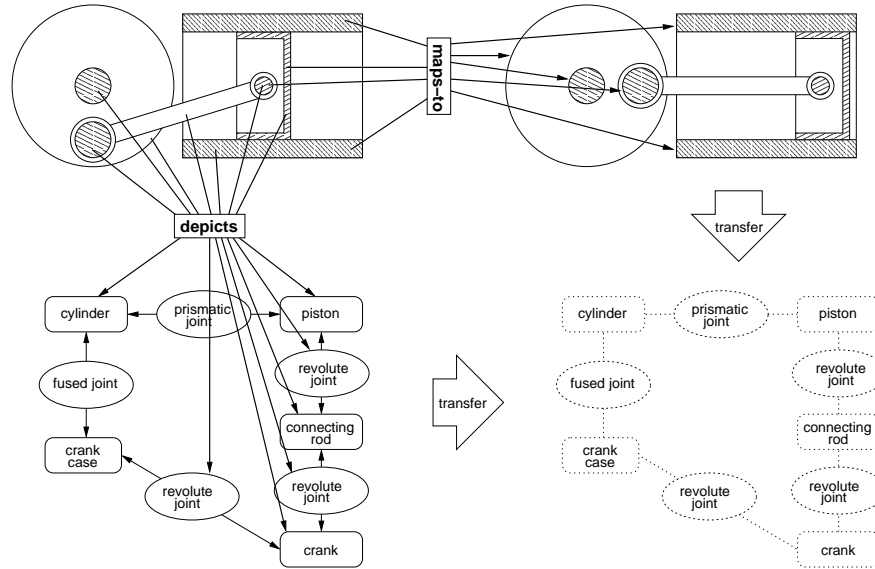 maps-to
depicts
transfer
cylinder
prismatic
joint
piston
cylinder
prismatic
joint
piston
fused joint
revolute
joint
transfer
fused joint
revolute
joint
connecting
rod
connecting
rod
crank
case
crank
case
revolute
joint
revolute
joint
revolute
joint
revolute
joint
crank
crank